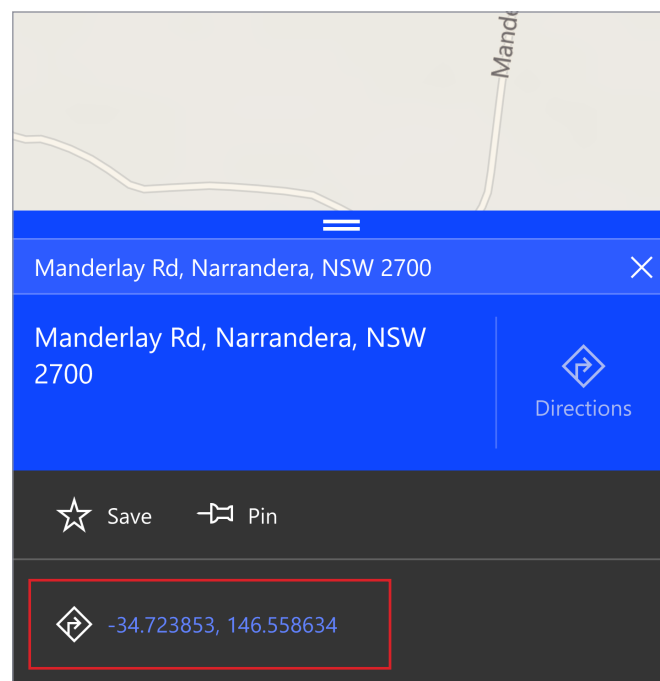 Mande
Manderlay Rd, Narrandera, NSW 2700
Manderlay Rd, Narrandera, NSW
2700
Directions
Save Pin
-34.723853, 146.558634